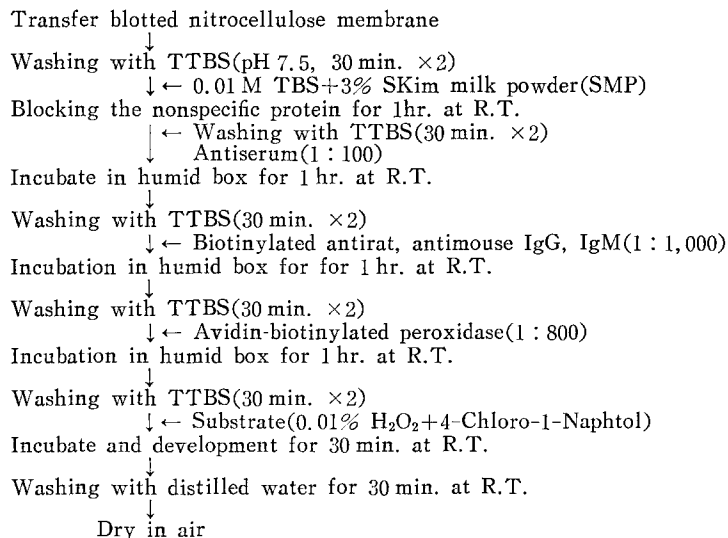 Transfer blotted nitrocellulose membrane
↓
Washing with TTBS(pH 7.5, 30 min. ×2)
↓ ← 0.01 M TBS+3% SKim milk powder(SMP)
Blocking the nonspecific protein for 1hr. at R.T.
← Washing with TTBS(30 min. ×2)
↓ Antiserum(1 : 100)
Incubate in humid box for 1 hr. at R.T.
↓
Washing with TTBS(30 min. ×2)
↓ ← Biotinylated antirat, antimouse IgG, IgM(1 : 1,000)
Incubation in humid box for for 1 hr. at R.T.
↓
Washing with TTBS(30 min. ×2)
↓ ← Avidin-biotinylated peroxidase(1 : 800)
Incubation in humid box for 1 hr. at R.T.
↓
Washing with TTBS(30 min. ×2)
↓ ← Substrate(0.01% H₂O₂+4-Chloro-1-Naphtol)
Incubate and development for 30 min. at R.T.
↓
Washing with distilled water for 30 min. at R.T.
↓
Dry in air